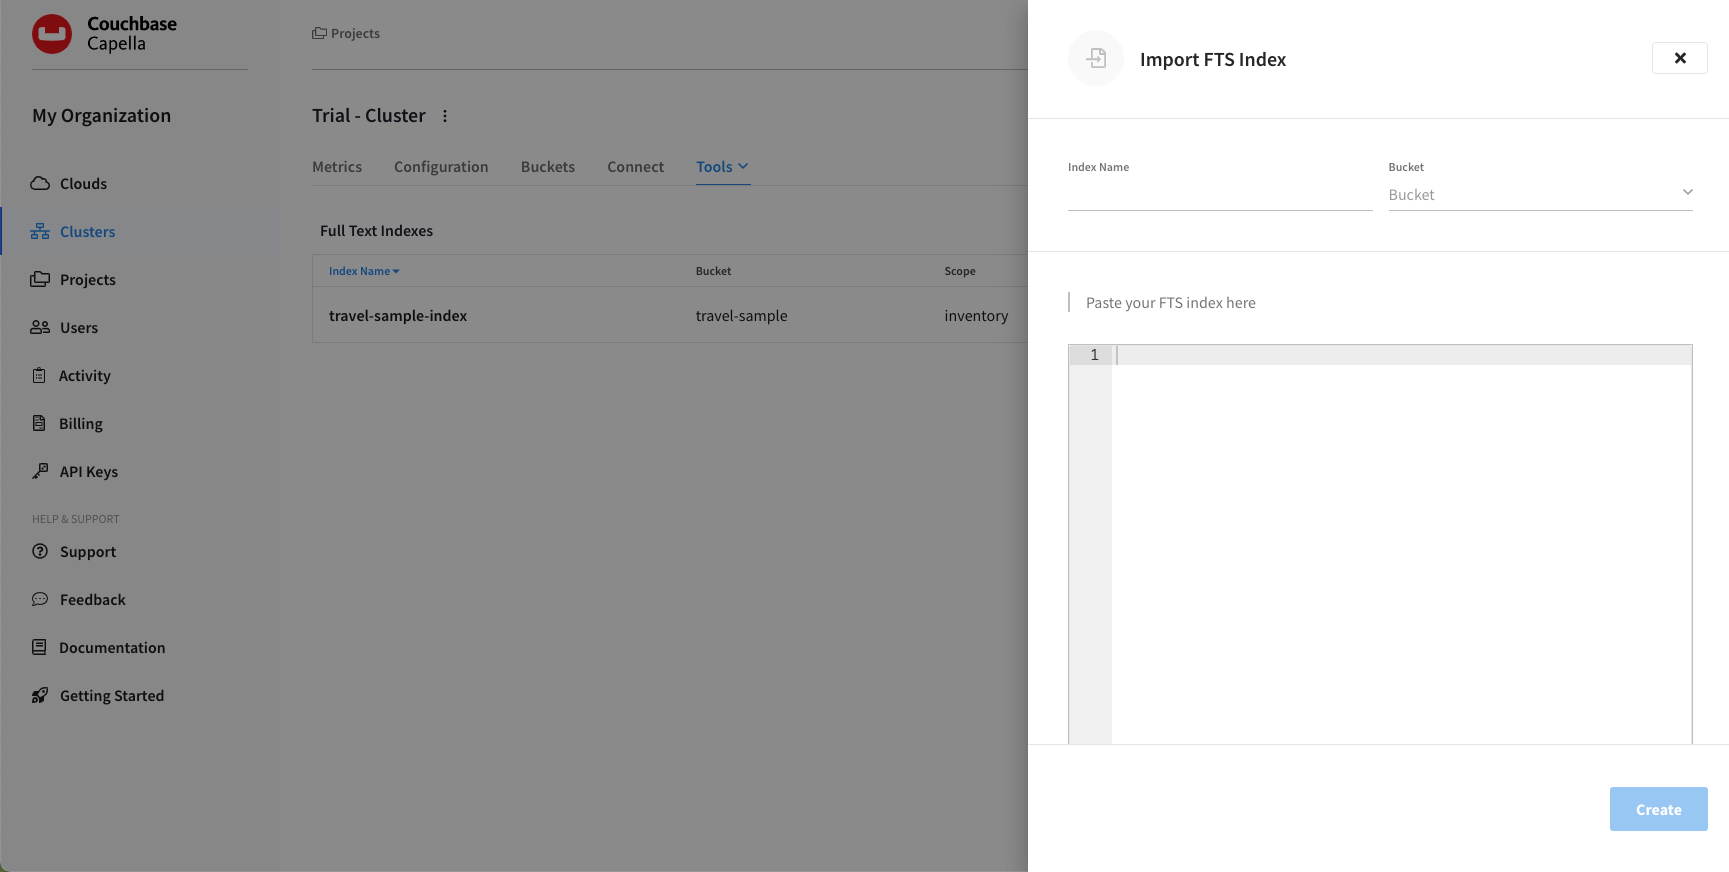 Couchbase
Capella
My Organization
Clouds
Clusters
Projects
Users
Activity
Billing
API Keys
HELP & SUPPORT
Support
Feedback
Documentation
Getting Started
Projects
Trial - Cluster
Metrics Configuration Buckets Connect Tools
Full Text Indexes
Index Name Bucket Scope
travel-sample-index travel-sample inventory
Import FTS Index
Index Name Bucket
Bucket
Paste your FTS index here
1
Create